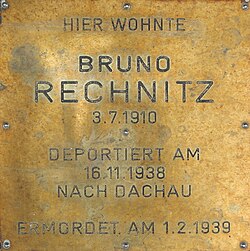 HIER WOHNTE
BRUNO
RECHNITZ
3.7.1910
DEPORTIERT AM
16.11.1938
NACH DACHAU
ERMORDET AM 1.2.1939